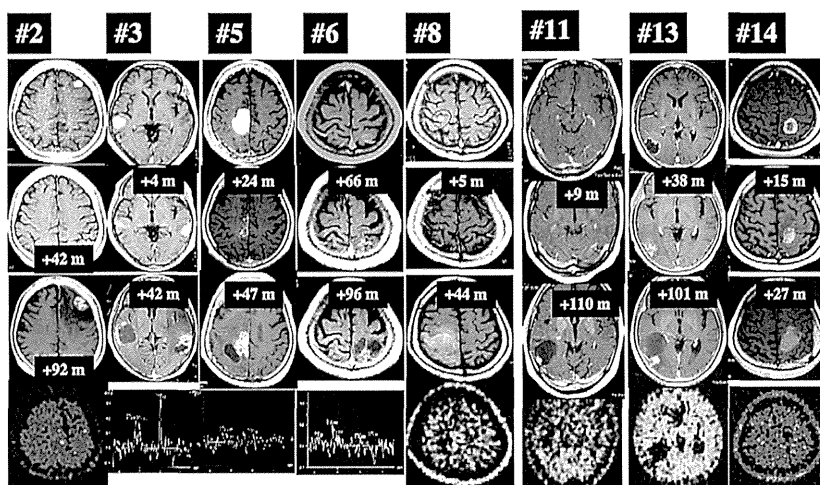 #2 #3 #5 #6 #8 #11 #13 #14
+4 m +24 m +66 m +5 m +9 m +38 m +15 m
+42 m
+42 m +47 m +96 m +44 m +110 m +101 m +27 m
+92 m